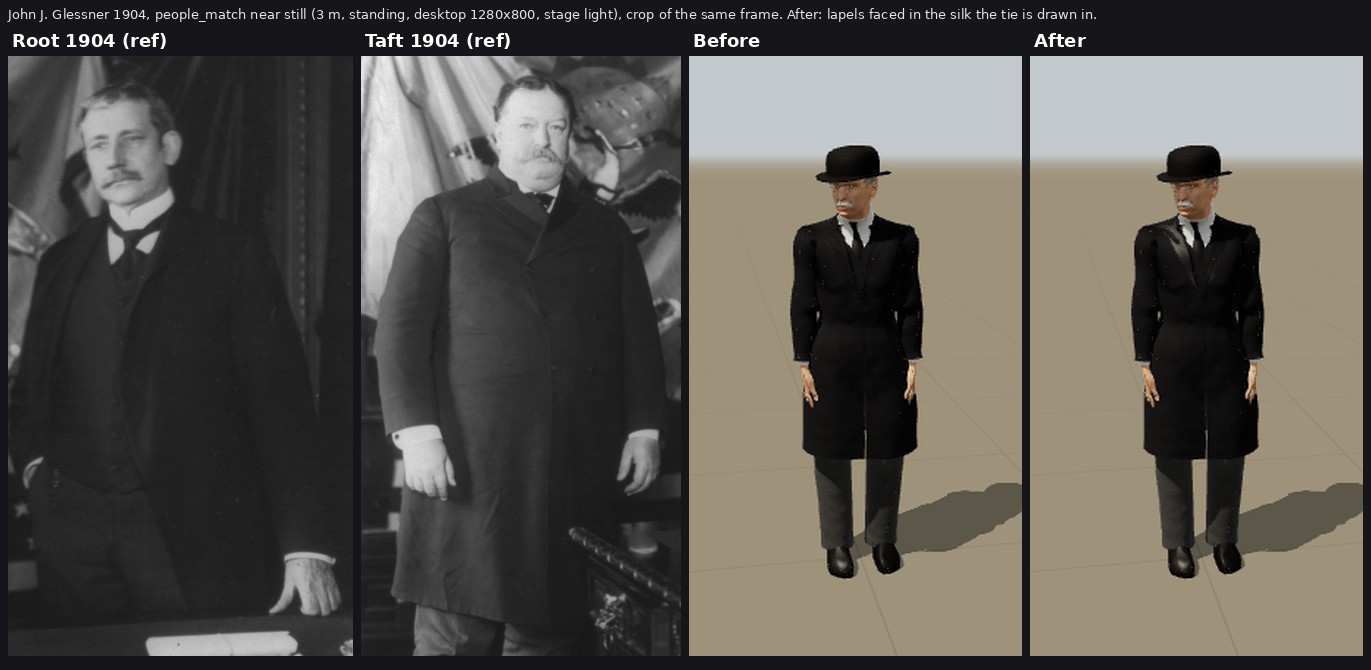 John J. Glessner 1904, people_match near still (3 m, standing, desktop 1280x800, stage light), crop of the same frame. After: lapels faced in the silk the tie is drawn in.
Root 1904 (ref)
Taft 1904 (ref)
Before
After